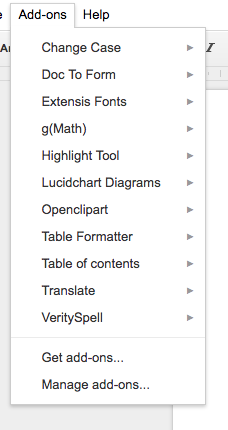 Add-ons Help
Change Case
Doc To Form
Extensis Fonts
g(Math)
Highlight Tool
Lucidchart Diagrams
Openclipart
Table Formatter
Table of contents
Translate
VeritySpell
Get add-ons...
Manage add-ons...